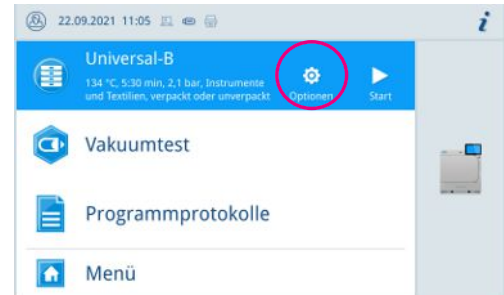 22.09.2021 11:05
i
Universal-B
134 °C, 5:30 min, 2,1 bar, Instrumente
und Textilien, verpackt oder unverpackt
Optionen
Start
Vakuumtest
Programmprotokolle
Menü